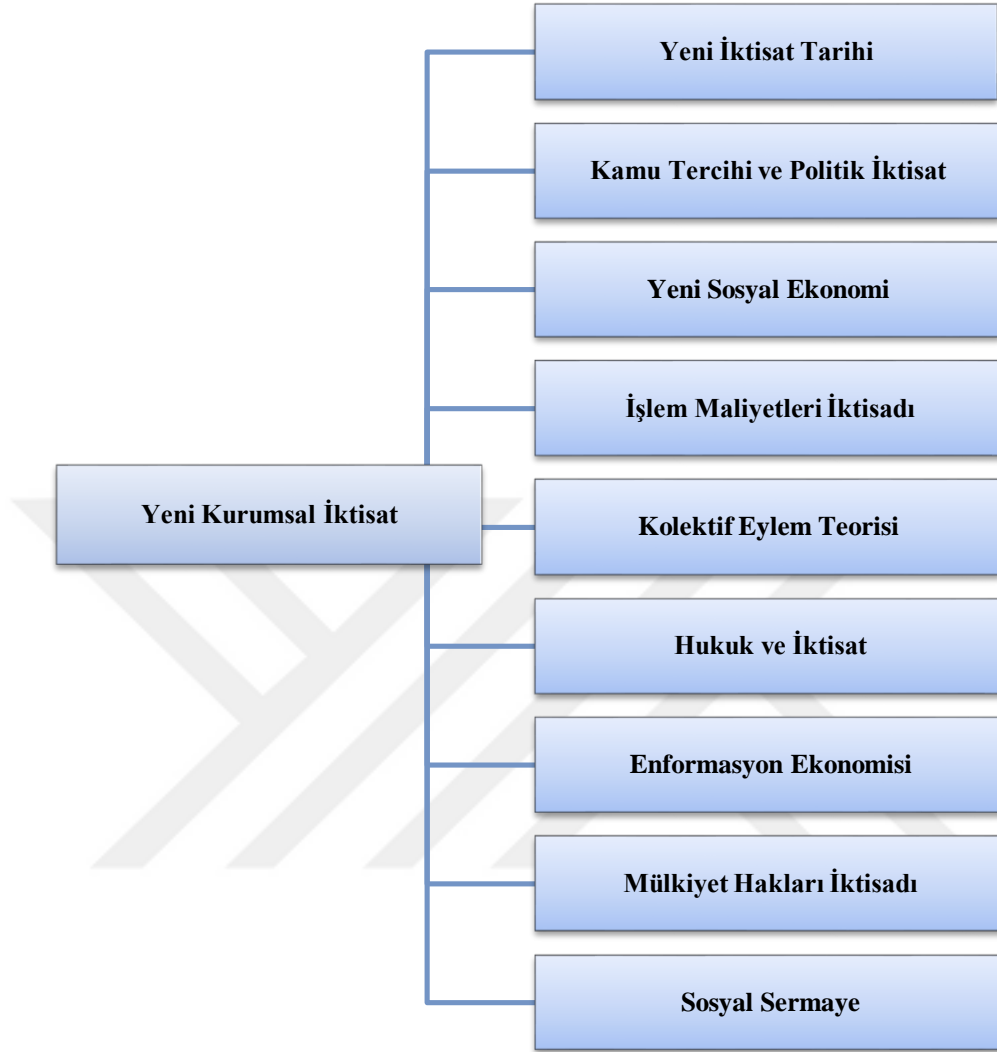 Yeni İktisat Tarihi
Kamu Tercihi ve Politik İktisat
Yeni Sosyal Ekonomi
İşlem Maliyetleri İktisadı
Yeni Kurumsal İktisat
Kolektif Eylem Teorisi
Hukuk ve İktisat
Enformasyon Ekonomisi
Mülkiyet Hakları İktisadı
Sosyal Sermaye